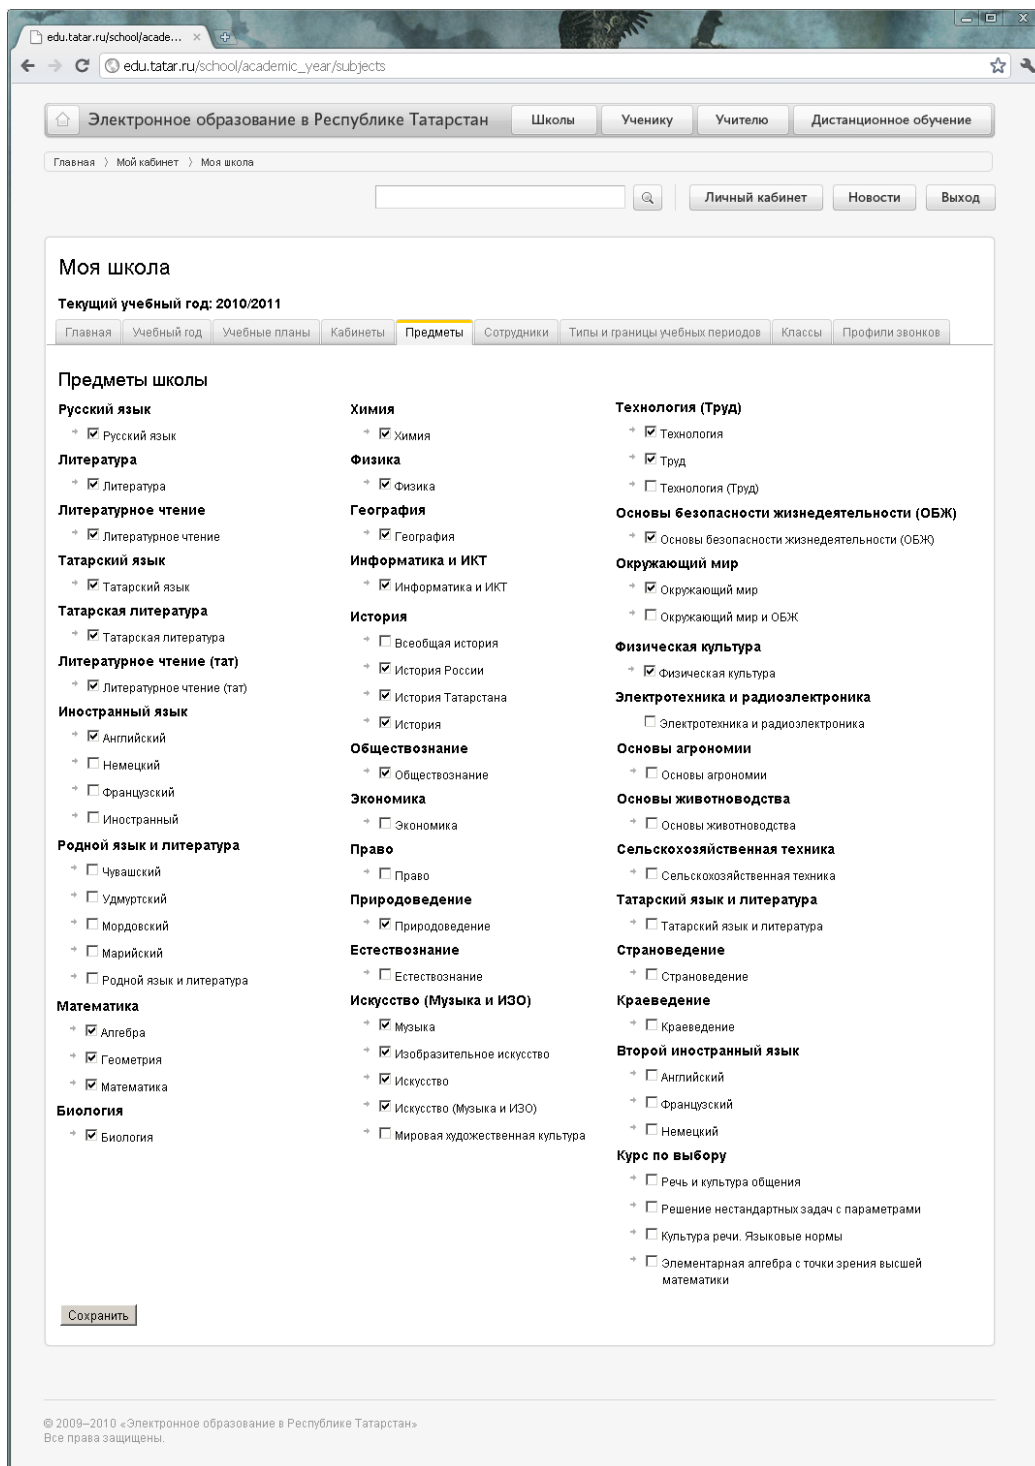 edu.tatar.ru/school/acade...
edu.tatar.ru/school/academic_year/subjects
Электронное образование в Республике Татарстан
Школы
Ученику
Учителю
Дистанционное обучение
Главная > Мой кабинет > Моя школа
Личный кабинет
Новости
Выход
Моя школа
Текущий учебный год: 2010/2011
Главная
Учебный год
Учебные планы
Кабинеты
Предметы
Сотрудники
Типы и границы учебных периодов
Классы
Профили звонков
Предметы школы
Русский язык
Русский язык
Литература
Литература
Литературное чтение
Литературное чтение
Татарский язык
Татарский язык
Татарская литература
Татарская литература
Литературное чтение (тат)
Литературное чтение (тат)
Иностранный язык
Английский
Немецкий
Французский
Иностранный
Родной язык и литература
Чувашский
Удмуртский
Мордовский
Марийский
Родной язык и литература
Математика
Алгебра
Геометрия
Математика
Биология
Биология
Химия
Химия
Физика
Физика
География
География
Информатика и ИКТ
Информатика и ИКТ
История
Всеобщая история
История России
История Татарстана
История
Обществознание
Обществознание
Экономика
Экономика
Право
Право
Природоведение
Природоведение
Естествознание
Естествознание
Искусство (Музыка и ИЗО)
Музыка
Изобразительное искусство
Искусство
Искусство (Музыка и ИЗО)
Мировая художественная культура
Технология (Труд)
Технология
Труд
Технология (Труд)
Основы безопасности жизнедеятельности (ОБЖ)
Основы безопасности жизнедеятельности (ОБЖ)
Окружающий мир
Окружающий мир
Окружающий мир и ОБЖ
Физическая культура
Физическая культура
Электротехника и радиоэлектроника
Электротехника и радиоэлектроника
Основы агрономии
Основы агрономии
Основы животноводства
Основы животноводства
Сельскохозяйственная техника
Сельскохозяйственная техника
Татарский язык и литература
Татарский язык и литература
Страноведение
Страноведение
Краеведение
Краеведение
Второй иностранный язык
Английский
Французский
Немецкий
Курс по выбору
Речь и культура общения
Решение нестандартных задач с параметрами
Культура речи. Языковые нормы
Элементарная алгебра с точки зрения высшей
математики
Сохранить
© 2009–2010 «Электронное образование в Республике Татарстан»
Все права защищены.